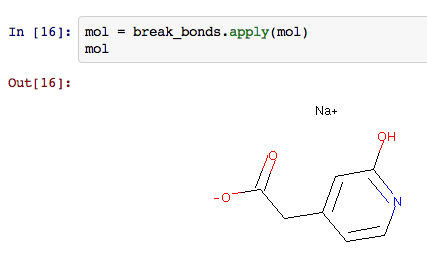 In [16]: mol = break_bonds.apply(mol)
mol
Out[16]:
Na+
OH
O
-O
N